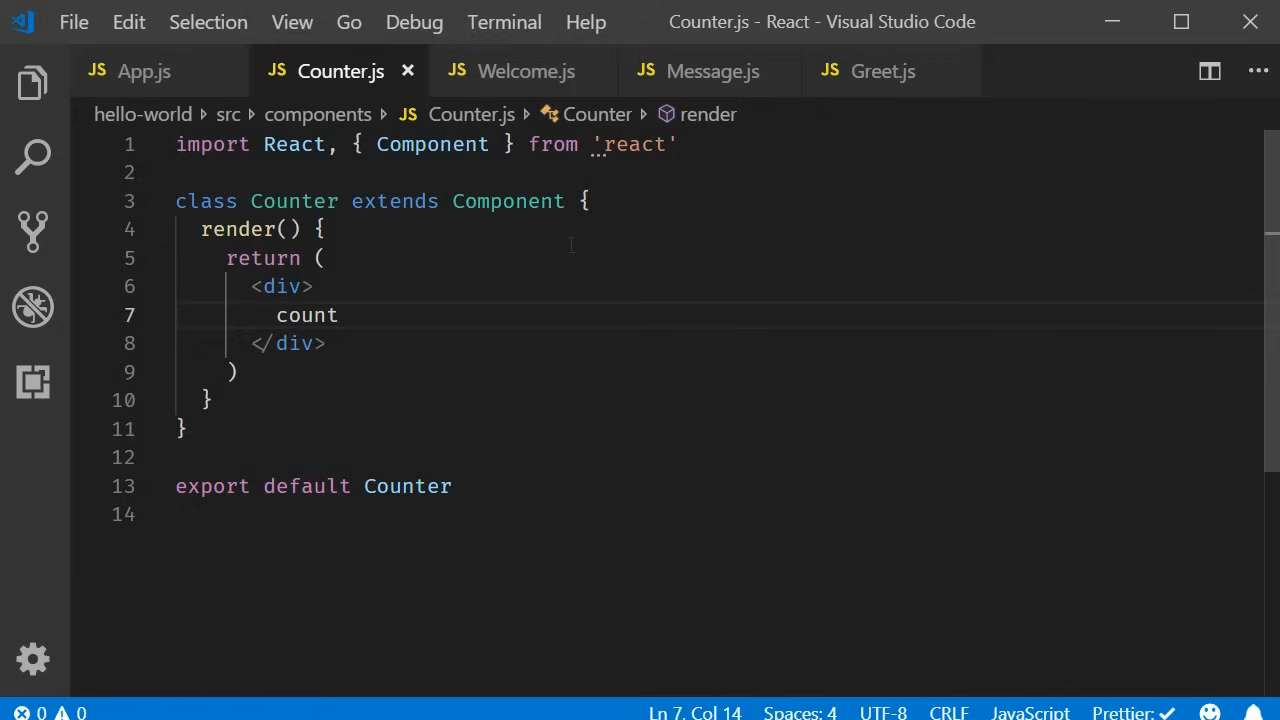 File Edit Selection View Go Debug Terminal Help Counter.js - React - Visual Studio Code
JS App.js JS Counter.js × JS Welcome.js JS Message.js JS Greet.js ...
hello-world > src > components > JS Counter.js > Counter > render
1 import React, { Component } from 'react'
2
3 class Counter extends Component {
4   render() {
5     return (
6       <div>
7         count
8       </div>
9     )
10   }
11 }
12
13 export default Counter
14
0 0 Ln 7, Col 14 Spaces: 4 UTF-8 CRLF JavaScript Prettier: ✓